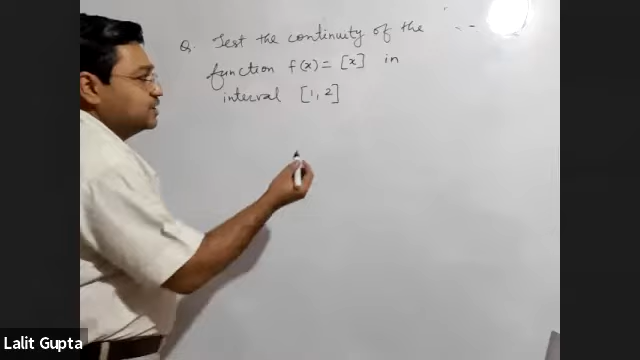 Q. Test the continuity of the
function f(x) = [x] in
interval [1, 2]
Lalit Gupta